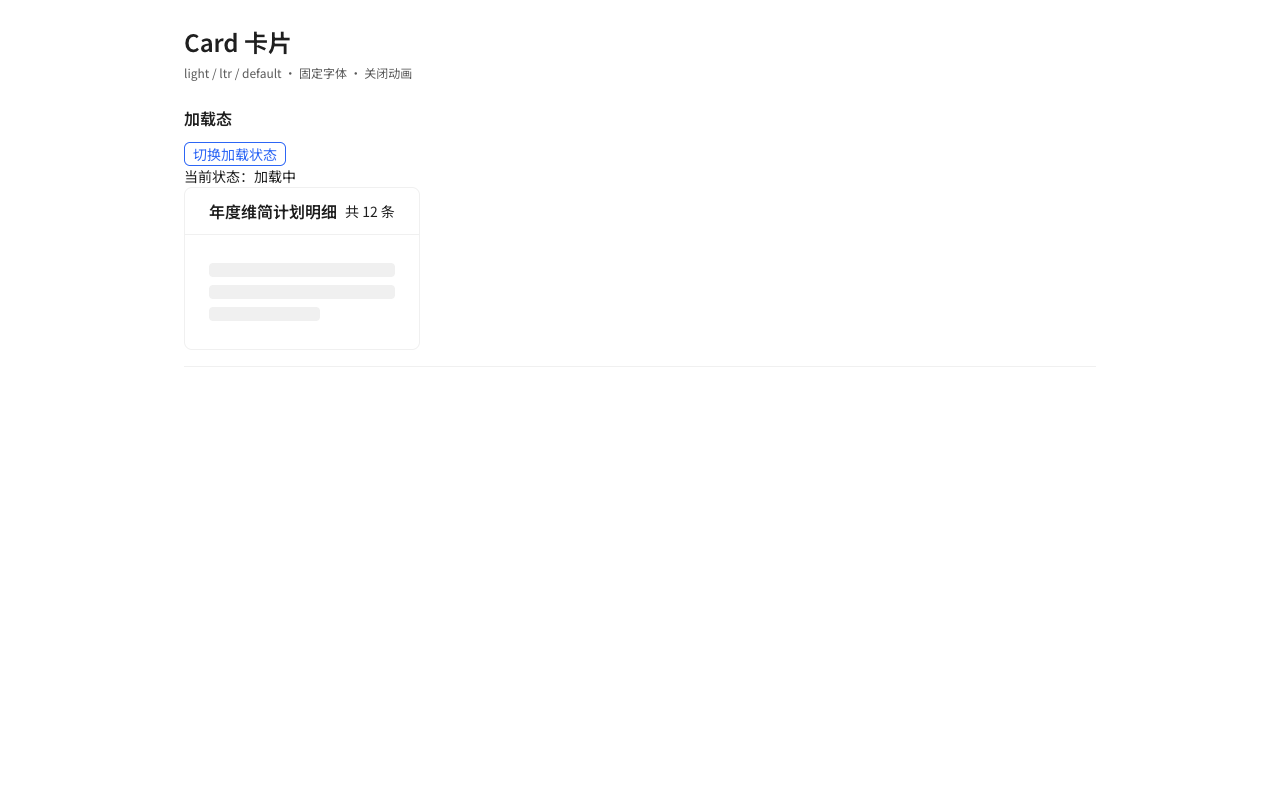 Card 卡片
light / ltr / default · 固定字体 · 关闭动画
加载态
切换加载状态
当前状态：加载中
年度维简计划明细 共 12 条